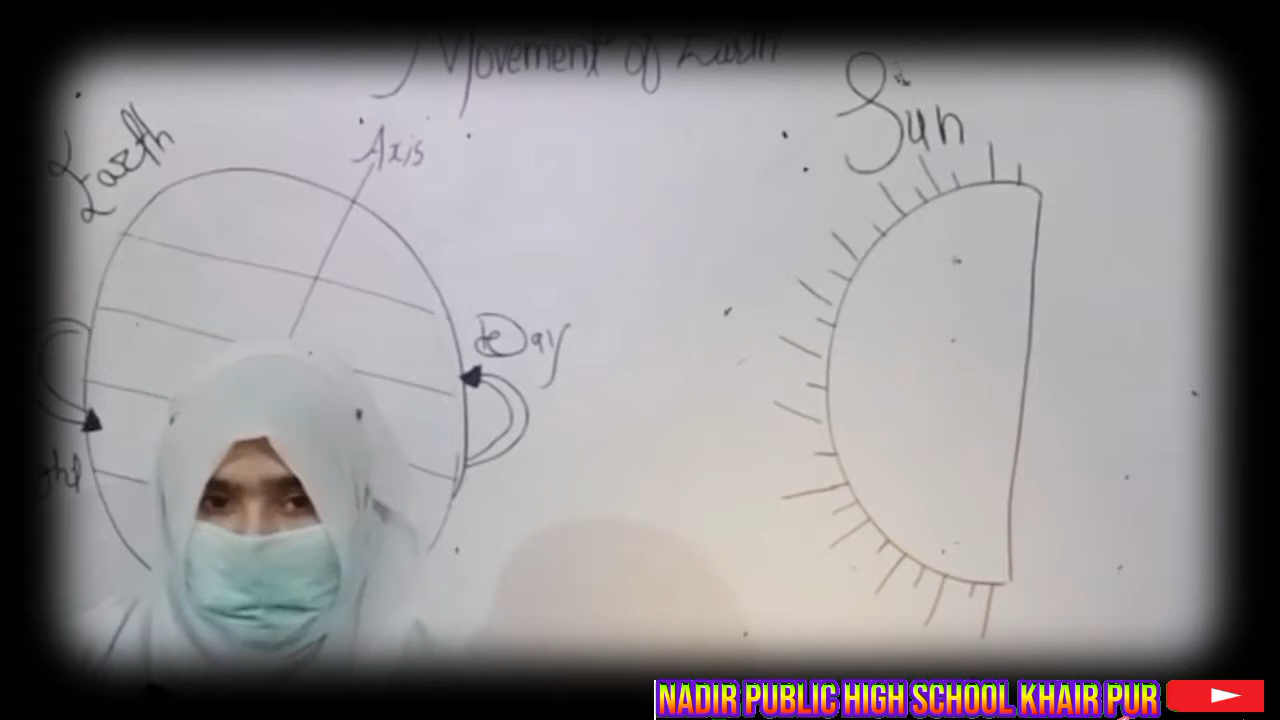 Movement of Earth
Earth
Axis
Sun
Day
NADIR PUBLIC HIGH SCHOOL KHAIR PUR